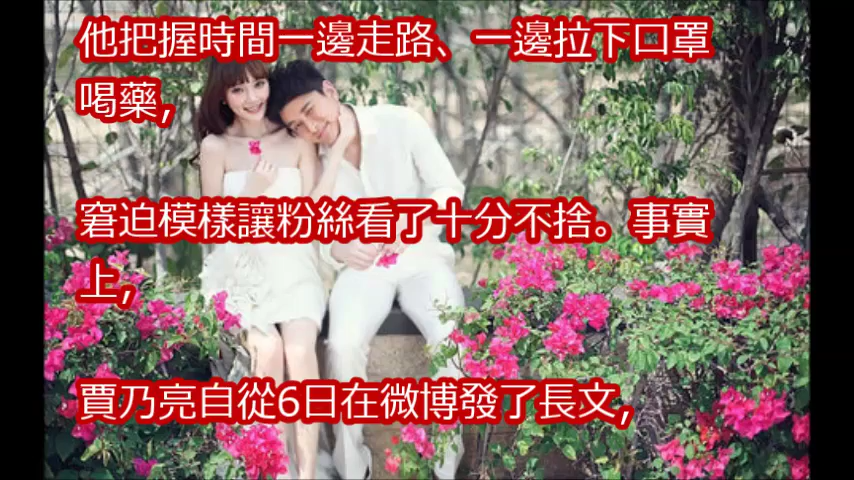 他把握時間一邊走路、一邊拉下口罩
喝藥，
窘迫模樣讓粉絲看了十分不捨。事實
上，
賈乃亮自從6日在微博發了長文，